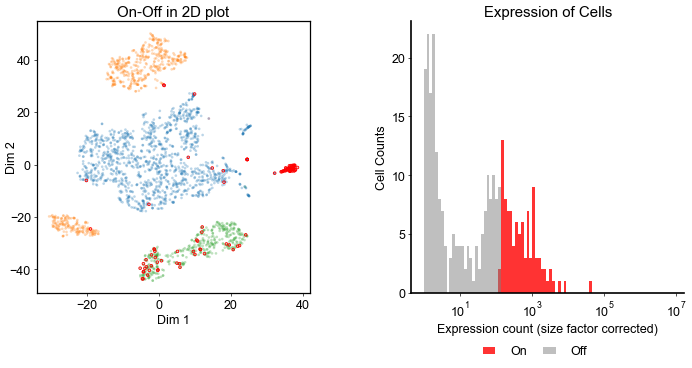 On-Off in 2D plot
Expression of Cells
Dim 2
40
20
0
−20
−40
−20
0
20
40
Dim 1
Cell Counts
20
15
10
5
0
10^1
10^3
10^5
10^7
Expression count (size factor corrected)
On
Off